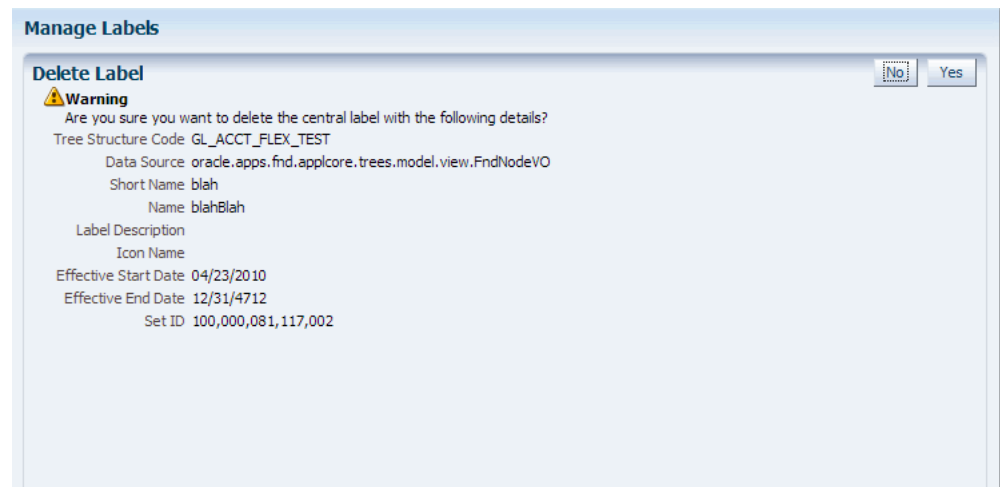 Manage Labels
Delete Label
No Yes
Warning
Are you sure you want to delete the central label with the following details?
Tree Structure Code GL_ACCT_FLEX_TEST
Data Source oracle.apps.fnd.applcore.trees.model.view.FndNodeVO
Short Name blah
Name blahBlah
Label Description
Icon Name
Effective Start Date 04/23/2010
Effective End Date 12/31/4712
Set ID 100,000,081,117,002